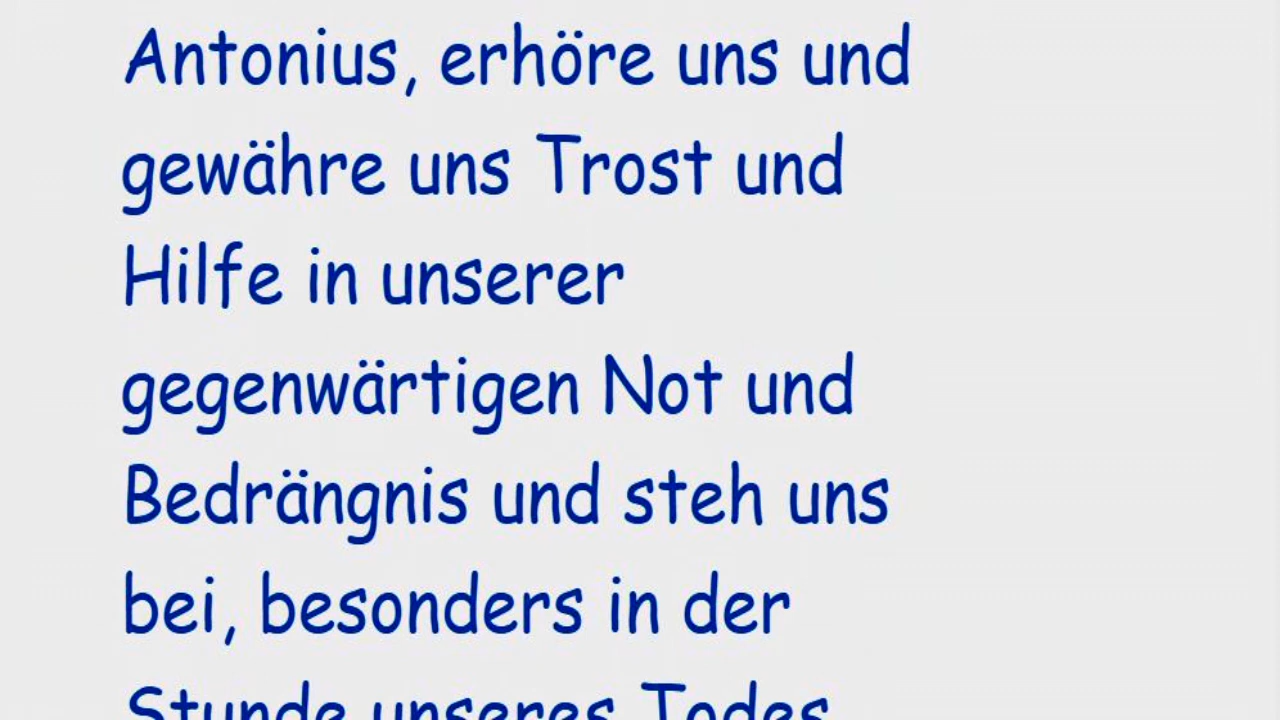 Antonius, erhöre uns und
gewähre uns Trost und
Hilfe in unserer
gegenwärtigen Not und
Bedrängnis und steh uns
bei, besonders in der
Stunde unseres Todes